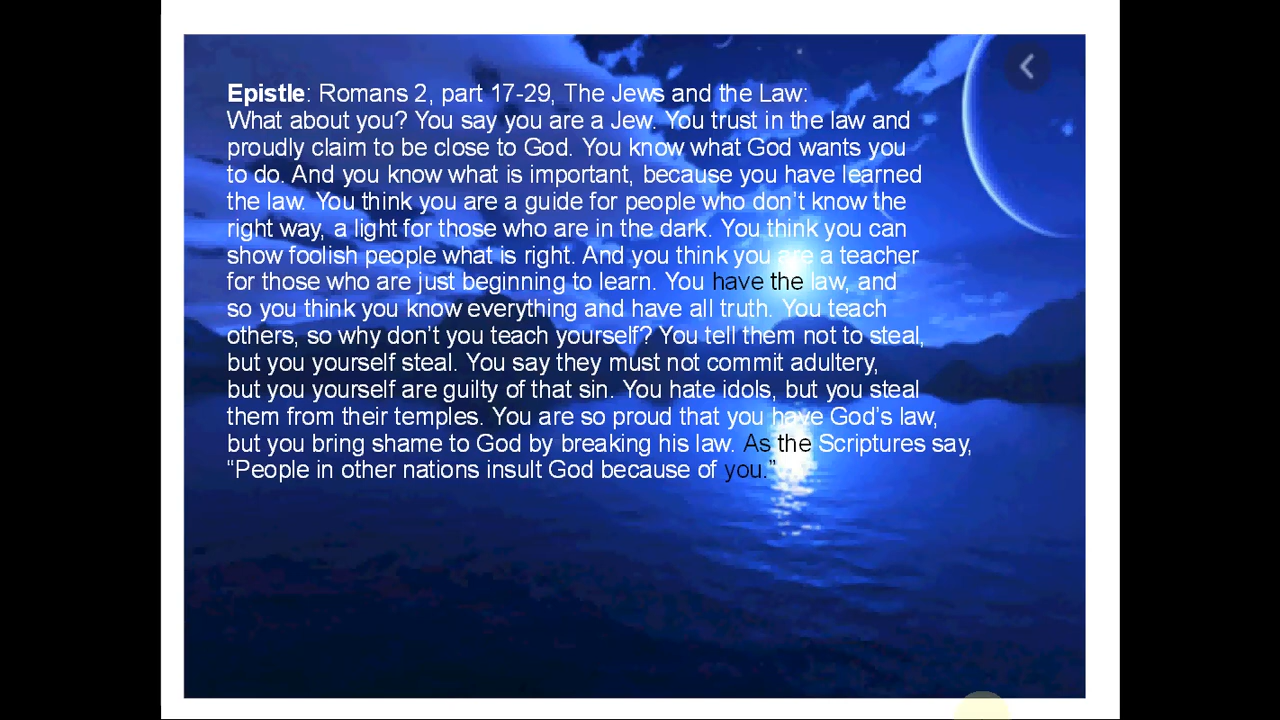 Epistle: Romans 2, part 17-29, The Jews and the Law:
What about you? You say you are a Jew. You trust in the law and
proudly claim to be close to God. You know what God wants you
to do. And you know what is important, because you have learned
the law. You think you are a guide for people who don’t know the
right way, a light for those who are in the dark. You think you can
show foolish people what is right. And you think you are a teacher
for those who are just beginning to learn. You have the law, and
so you think you know everything and have all truth. You teach
others, so why don’t you teach yourself? You tell them not to steal,
but you yourself steal. You say they must not commit adultery,
but you yourself are guilty of that sin. You hate idols, but you steal
them from their temples. You are so proud that you have God’s law,
but you bring shame to God by breaking his law. As the Scriptures say,
“People in other nations insult God because of you.”